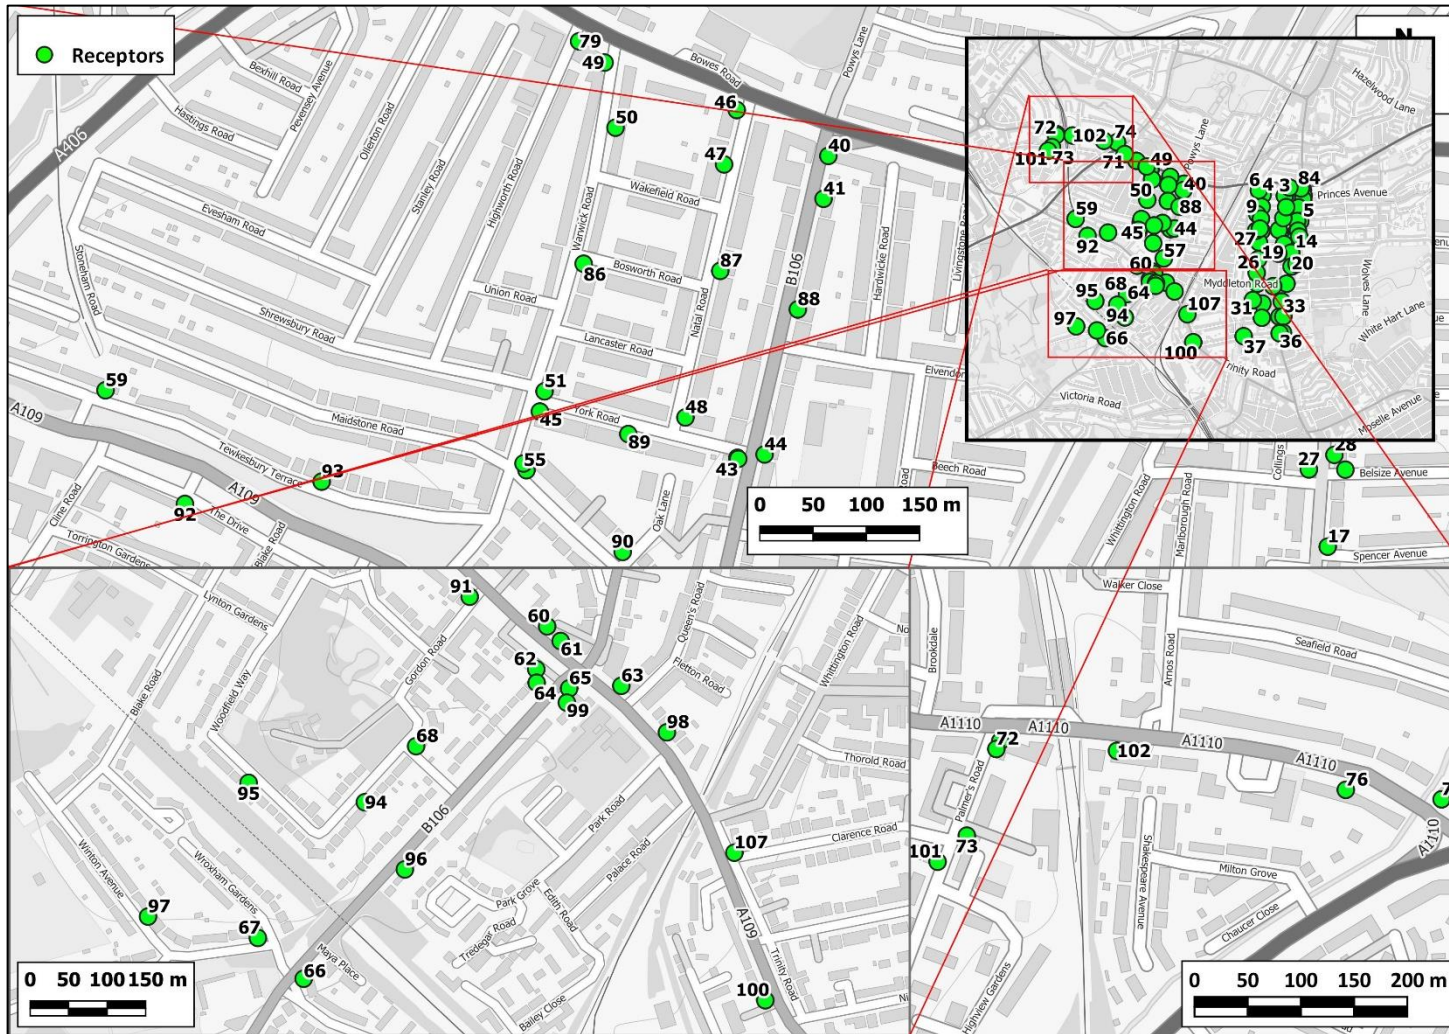 Receptors
N
A406
Bexhill Road
Pevensey Avenue
Hastings Road
Ollerton Road
Stanley Road
Highworth Road
Evesham Road
Stoneham Road
Shrewsbury Road
Union Road
Warwick Road
Wakefield Road
Bosworth Road
Natal Road
Lancaster Road
York Road
Bowes Road
Powys Lane
B106
Hardwicke Road
Livingstone Road
Elvendon
Beech Road
Oak Lane
Maidstone Road
Tewkesbury Terrace
A109
A109
Cline Road
The Drive
Blake Road
Torrington Gardens
79
49
50
46
47
40
41
86
87
88
51
45
48
89
43
44
55
90
59
93
92
0 50 100 150 m
Whittington Road
Marlborough Road
Collings
Belsize Avenue
Spencer Avenue
27
28
17
Hazelwood Lane
Powys Lane
Princes Avenue
Wolves Lane
White Hart Lane
Myddleton Road
Trinity Road
Victoria Road
Moselle Avenue
72
102
74
101
73
71
49
40
50
88
59
92
45
44
57
60
95
68
64
97
94
66
107
100
6
4
3
84
9
5
27
14
19
26
20
31
33
37
36
Lynton Gardens
Blake Road
Woodfield Way
Gordon Road
Winton Avenue
Wroxham Gardens
Maya Place
B106
Tredegar Road
Park Grove
Edith Road
Bailey Close
Park Road
Palace Road
Queen's Road
Fletton Road
Whittington Road
No
Thorold Road
Clarence Road
A109
Trinity Road
Ni
91
60
61
62
64
65
99
63
98
68
95
94
96
97
67
66
107
100
0 50 100 150 m
Walker Close
Brookdale
Arnos Road
Seafield Road
A1110
A1110
A1110
A1110
Palmer's Road
Shakespeare Avenue
Milton Grove
Chaucer Close
Highview Gardens
72
102
76
7
73
101
0 50 100 150 200 m